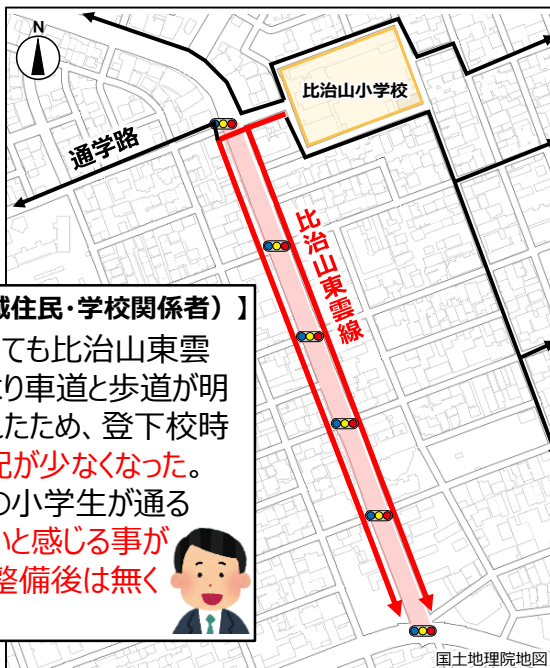 N
比治山小学校
通学路
比治山東雲線
域住民・学校関係者）】
ても比治山東雲
り車道と歩道が明
たため、登下校時
が少なくなった。
の小学生が通る
いと感じる事が
整備後は無く
国土地理院地図